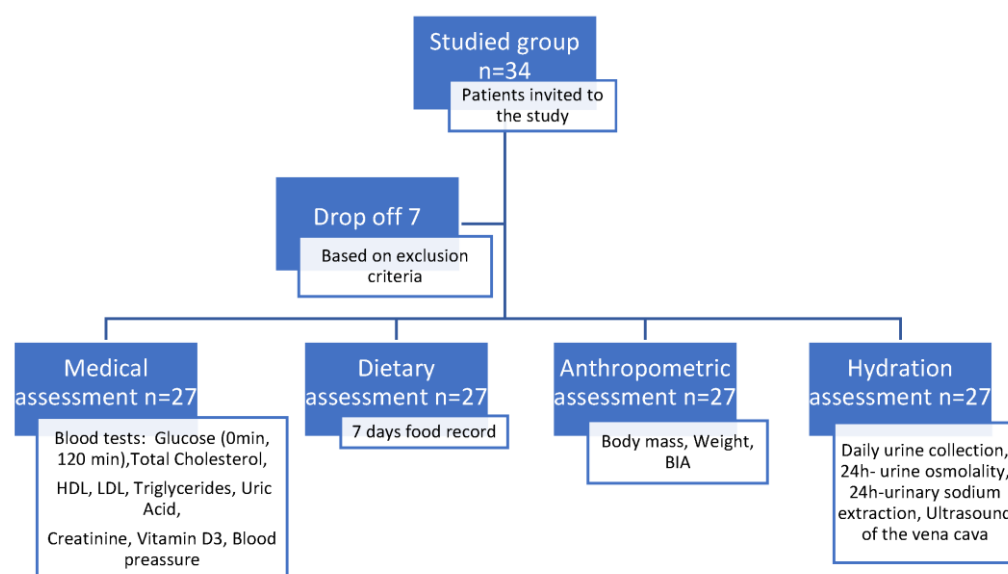 Studied group
n=34
Patients invited to
the study
Drop off 7
Based on exclusion
criteria
Medical
assessment n=27
Blood tests: Glucose (0min,
120 min),Total Cholesterol,
HDL, LDL, Triglycerides, Uric
Acid,
Creatinine, Vitamin D3, Blood
preassure
Dietary
assessment n=27
7 days food record
Anthropometric
assessment n=27
Body mass, Weight,
BIA
Hydration
assessment n=27
Daily urine collection,
24h- urine osmolality,
24h-urinary sodium
extraction, Ultrasound
of the vena cava